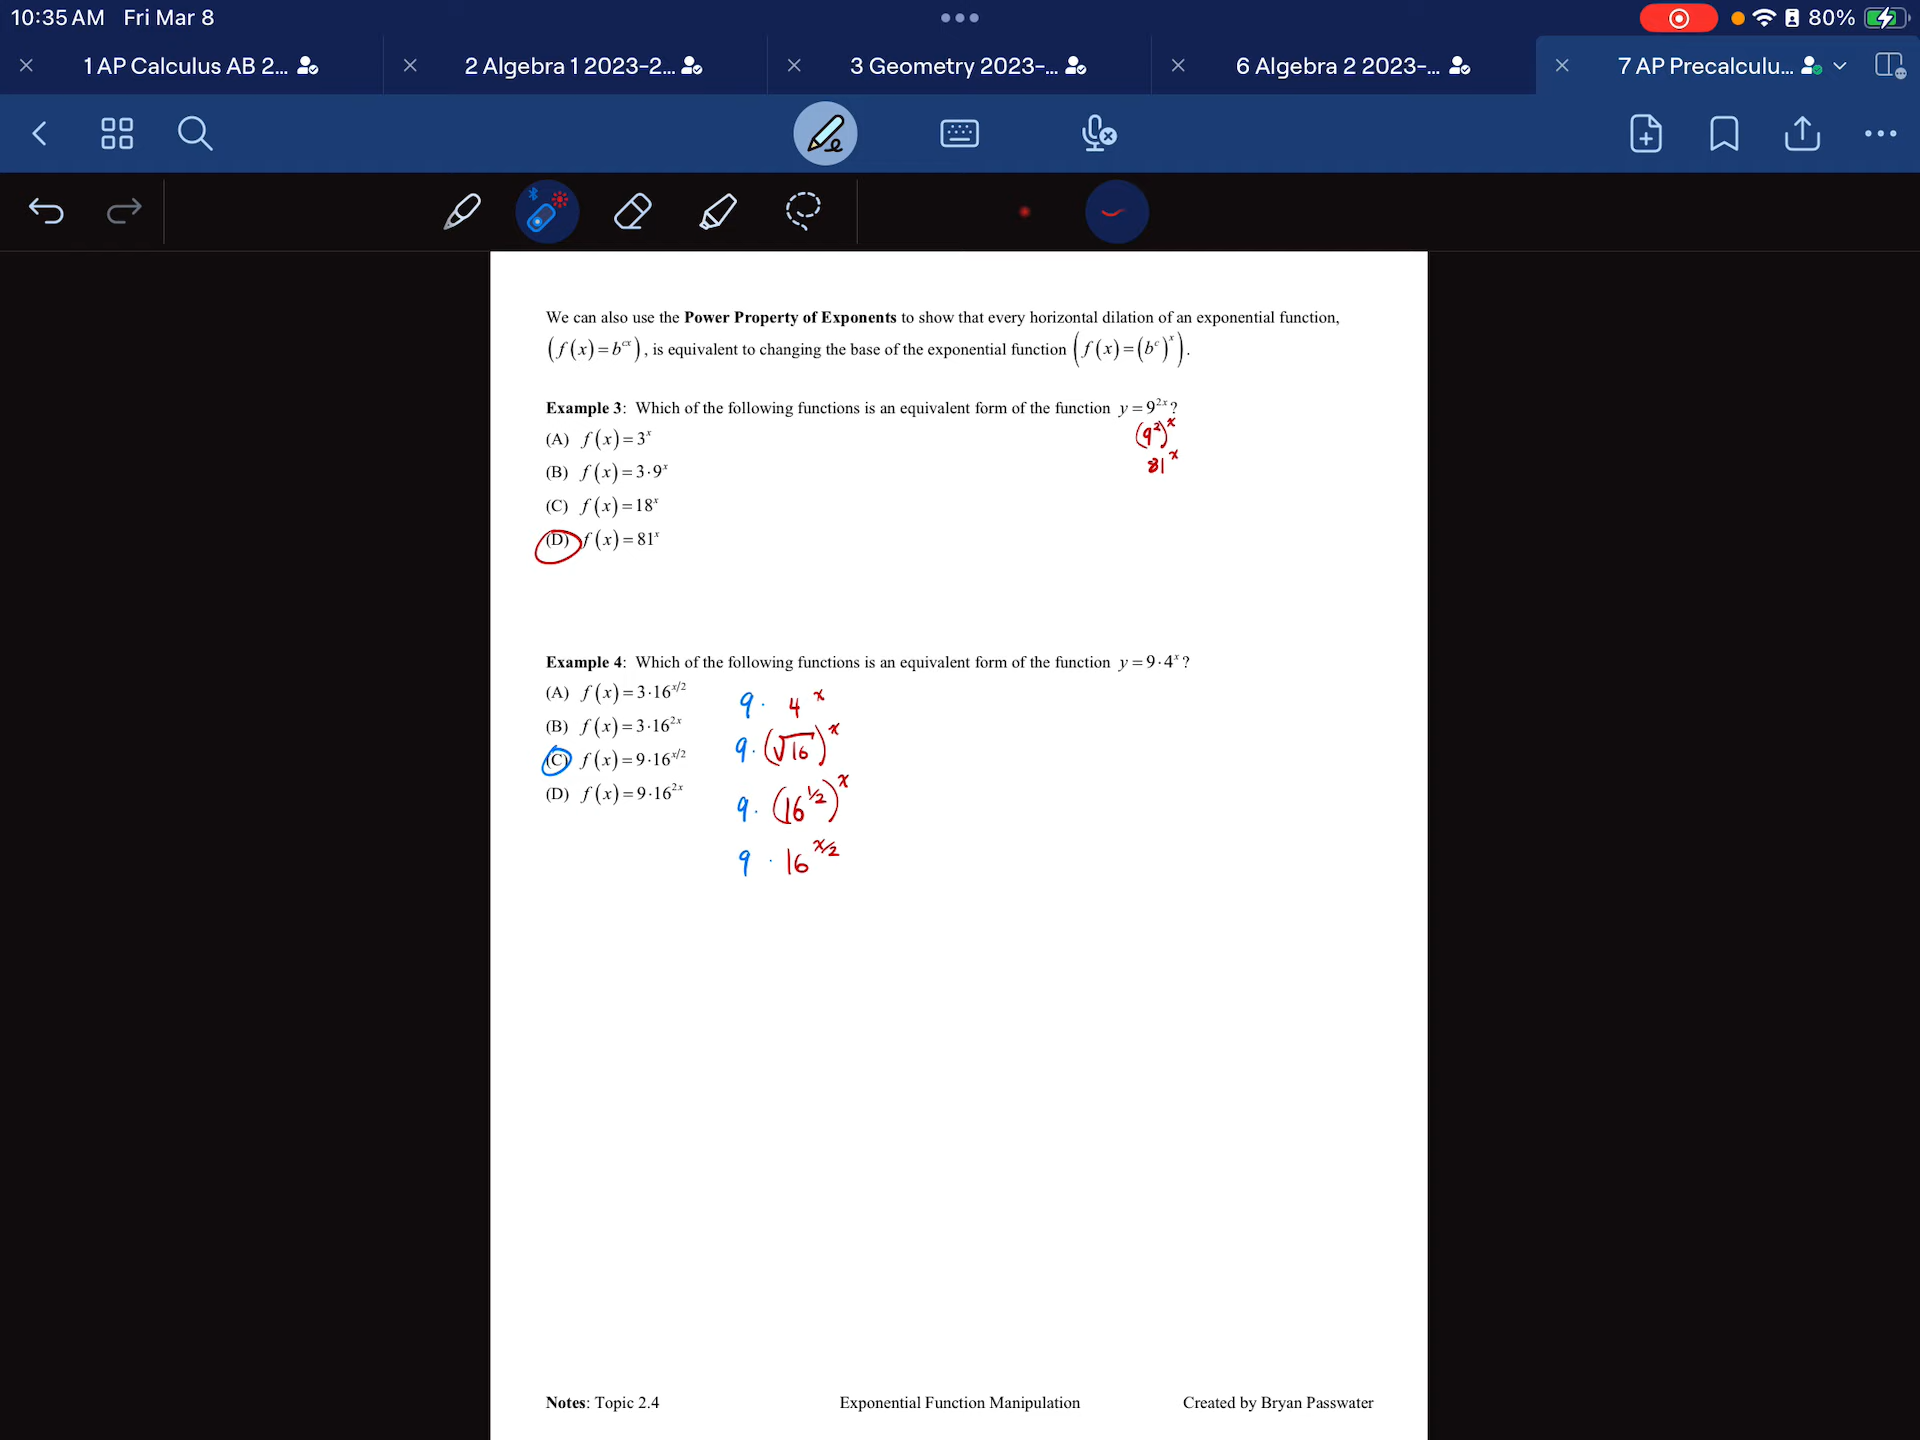 10:35 AM Fri Mar 8
80%
1 AP Calculus AB 2...
2 Algebra 1 2023-2...
3 Geometry 2023-...
6 Algebra 2 2023-...
7 AP Precalculu...
We can also use the Power Property of Exponents to show that every horizontal dilation of an exponential function,
(f(x) = b^{cx}), is equivalent to changing the base of the exponential function (f(x) = (b^c)^x).
Example 3: Which of the following functions is an equivalent form of the function y = 9^{2x}?
(9²)^x
81^x
(A) f(x) = 3^x
(B) f(x) = 3·9^x
(C) f(x) = 18^x
(D) f(x) = 81^x
Example 4: Which of the following functions is an equivalent form of the function y = 9·4^x?
(A) f(x) = 3·16^{x/2}
(B) f(x) = 3·16^{2x}
(C) f(x) = 9·16^{x/2}
(D) f(x) = 9·16^{2x}
9 · 4^x
9 · (√16)^x
9 · (16^{1/2})^x
9 · 16^{x/2}
Notes: Topic 2.4
Exponential Function Manipulation
Created by Bryan Passwater